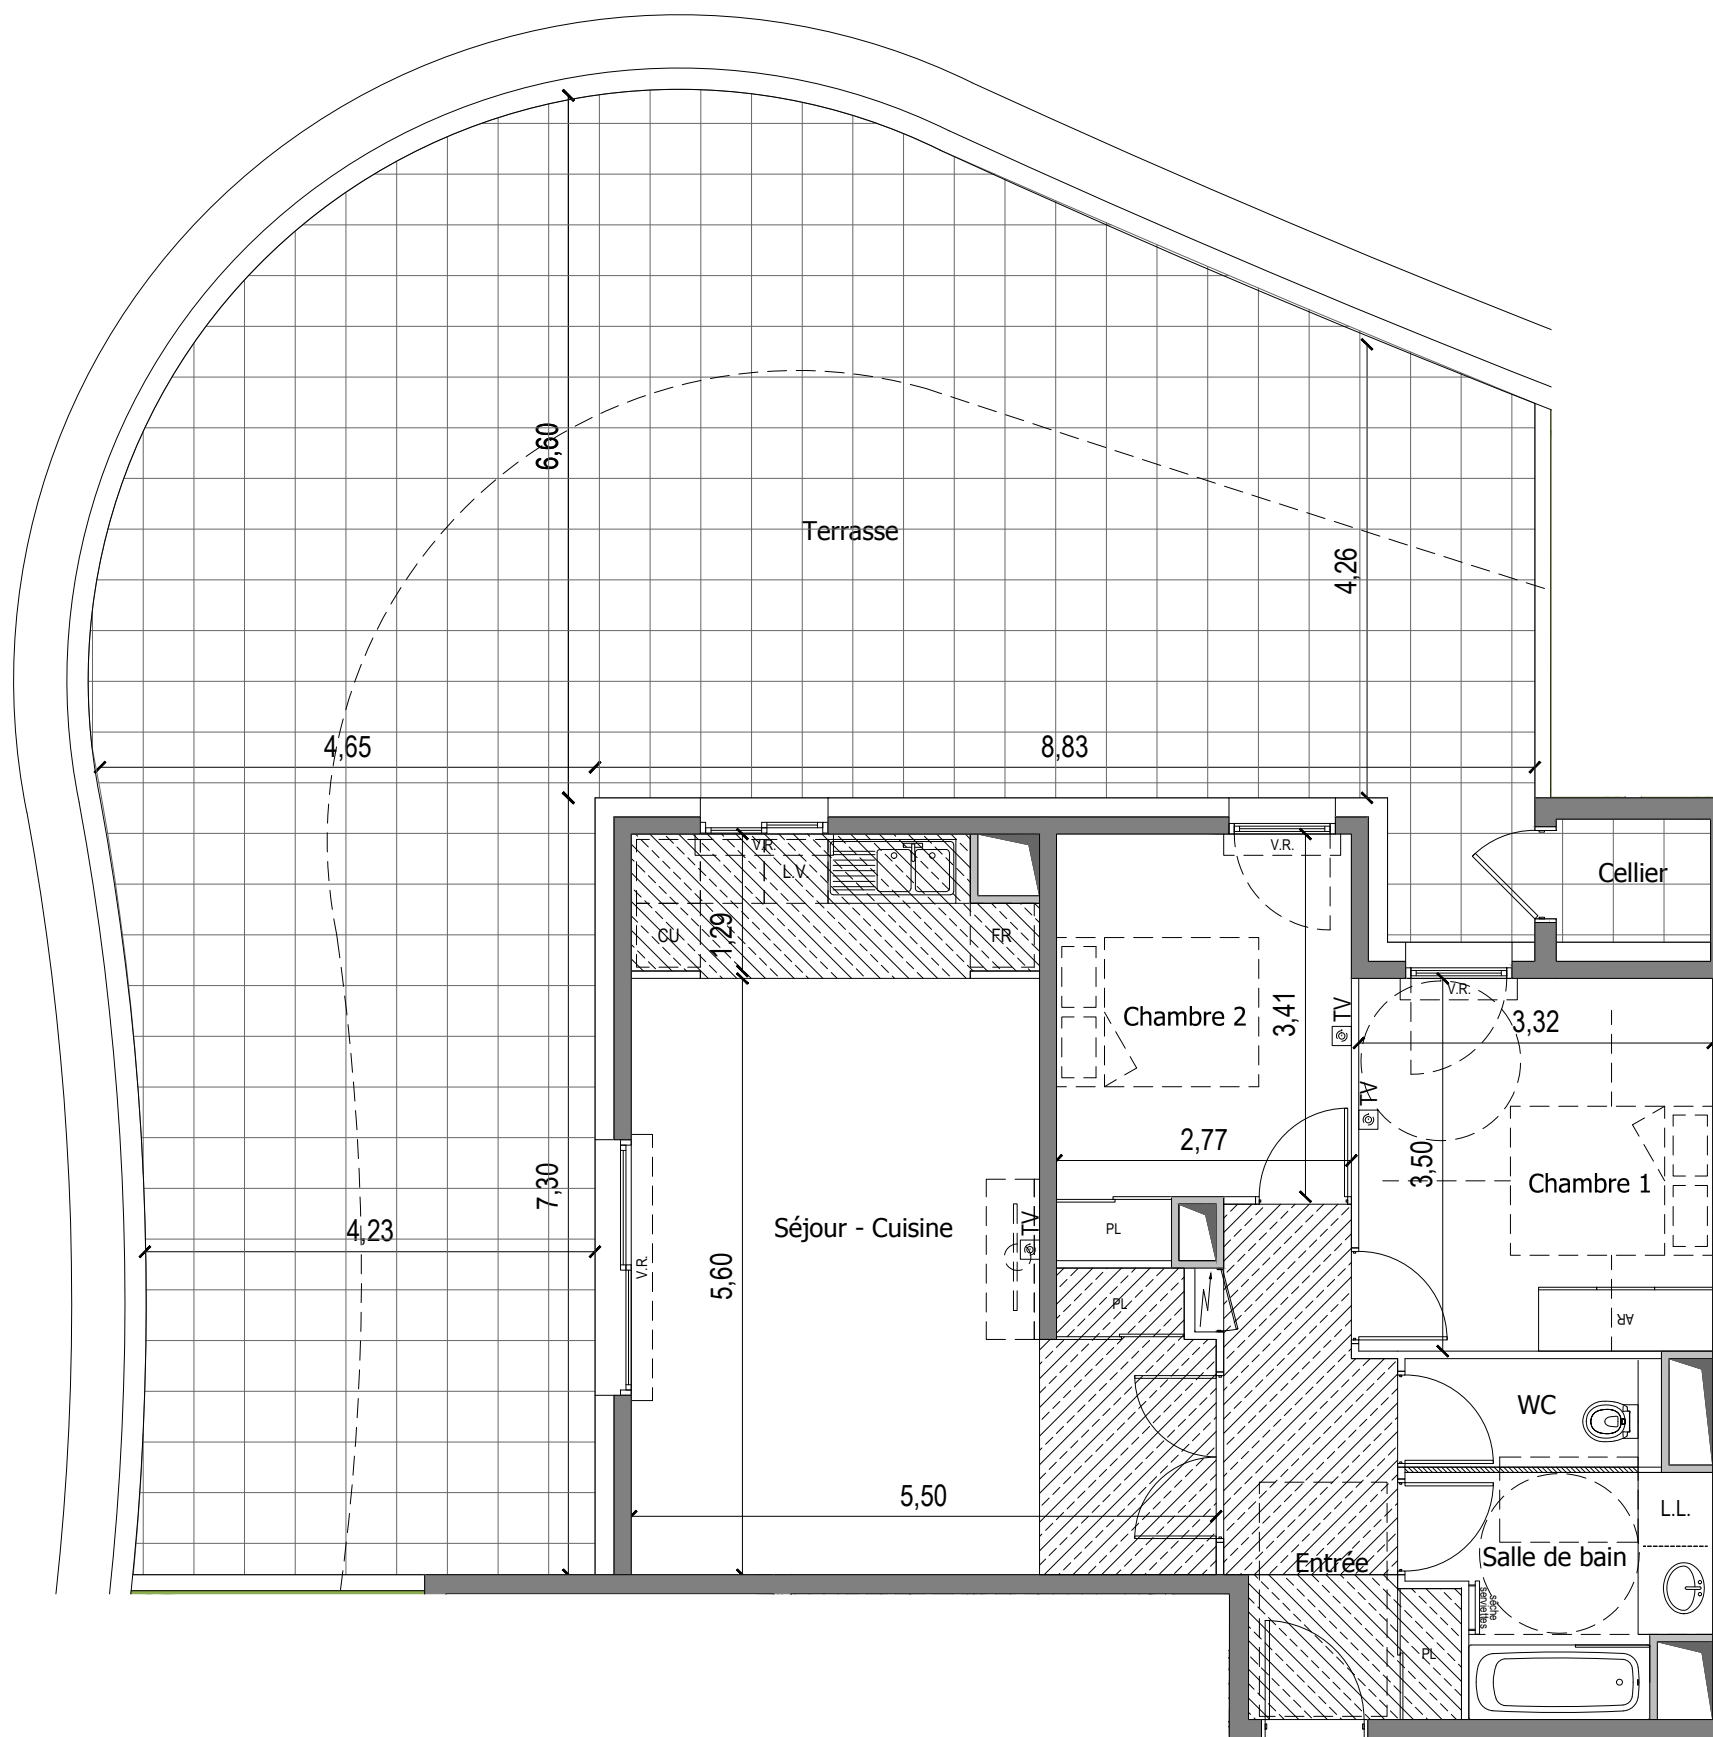 6,60
Terrasse
4,26
4,65
8,83
V.R.
V.R.
L.V
Cellier
CU
1,29
FR
V.R.
Chambre 2
3,41
TV
3,32
TV
2,77
3,50
Chambre 1
7,30
4,23
Séjour - Cuisine
TV
PL
V.R.
5,60
PL
AR
WC
5,50
L.L.
Entrée
Salle de bain
sèche
serviettes
PL